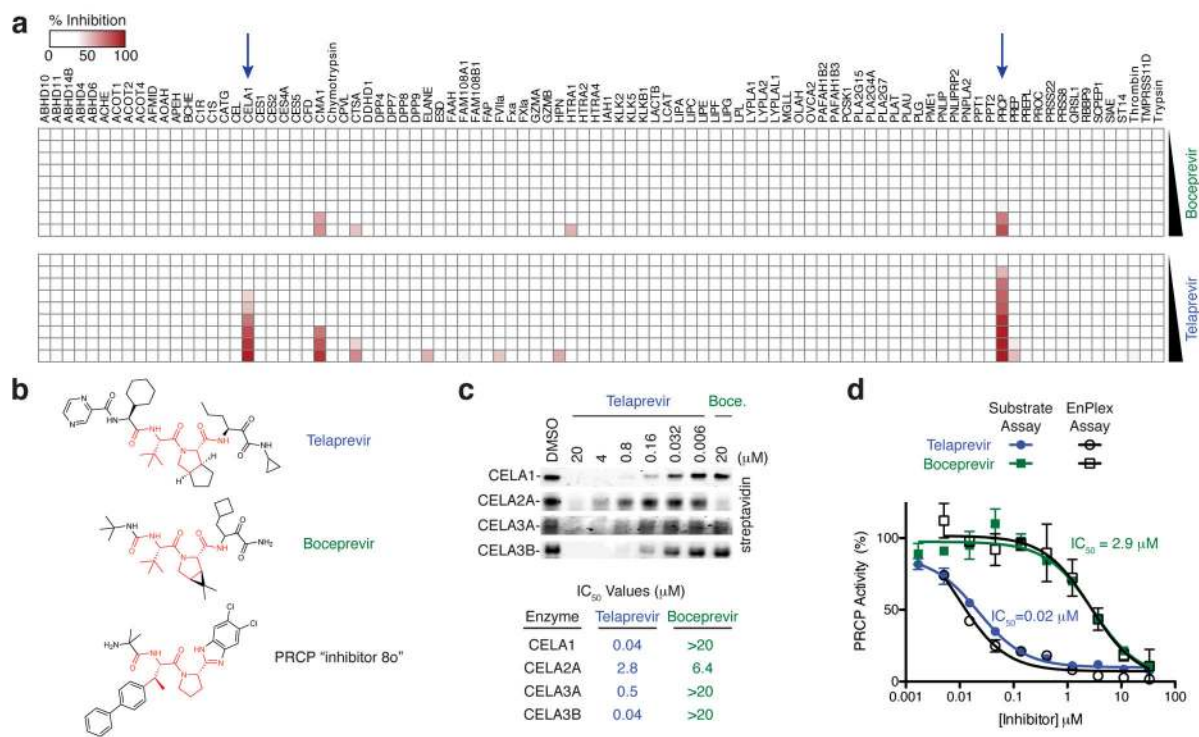 a
% Inhibition
0 50 100
ABHD10
ABHD11
ABHD14B
ABHD4
ABHD6
ACHE
ACOT1
ACOT2
ACOT4
AFMID
AOAH
APEH
BCHE
C1R
C1S
CATG
CEL
CELA1
CES1
CES2
CES4A
CES5
CFD
CMA1
Chymotrypsin
CPVL
CTSA
DDHD1
DPP4
DPP7
DPP8
DPP9
ELANE
ESD
FAAH
FAM108A1
FAM108B1
FAP
FVIIa
Fxa
FXIa
GZMA
GZMB
HPN
HTRA1
HTRA2
HTRA4
IAH1
KLK2
KLK5
KLKB1
LACTB
LCAT
LIPA
LIPC
LIPE
LIPF
LIPG
LPL
LYPLA1
LYPLA2
LYPLAL1
MGLL
OLAH
OVCA2
PAFAH1B2
PAFAH1B3
PCSK1
PLA2G15
PLA2G4A
PLA2G7
PLAT
PLAU
PLG
PME1
PNLIP
PNLIPRP2
PNPLA2
PPT1
PPT2
PRCP
PREP
PREPL
PROC
PRSS22
PRSS8
QRSL1
RBBP9
SCPEP1
SIAE
ST14
Thrombin
TMPRSS11D
Trypsin
Boceprevir
Telaprevir
b
Telaprevir
Boceprevir
PRCP "inhibitor 8o"
c
Telaprevir Boce.
DMSO 20 4 0.8 0.16 0.032 0.006 20 (μM)
CELA1-
CELA2A-
CELA3A-
CELA3B-
streptavidin
IC50 Values (μM)
Enzyme Telaprevir Boceprevir
CELA1 0.04 >20
CELA2A 2.8 6.4
CELA3A 0.5 >20
CELA3B 0.04 >20
d
Substrate Assay EnPlex Assay
Telaprevir
Boceprevir
PRCP Activity (%)
100
50
0
IC50 = 2.9 μM
IC50=0.02 μM
0.001 0.01 0.1 1 10 100
[Inhibitor] μM